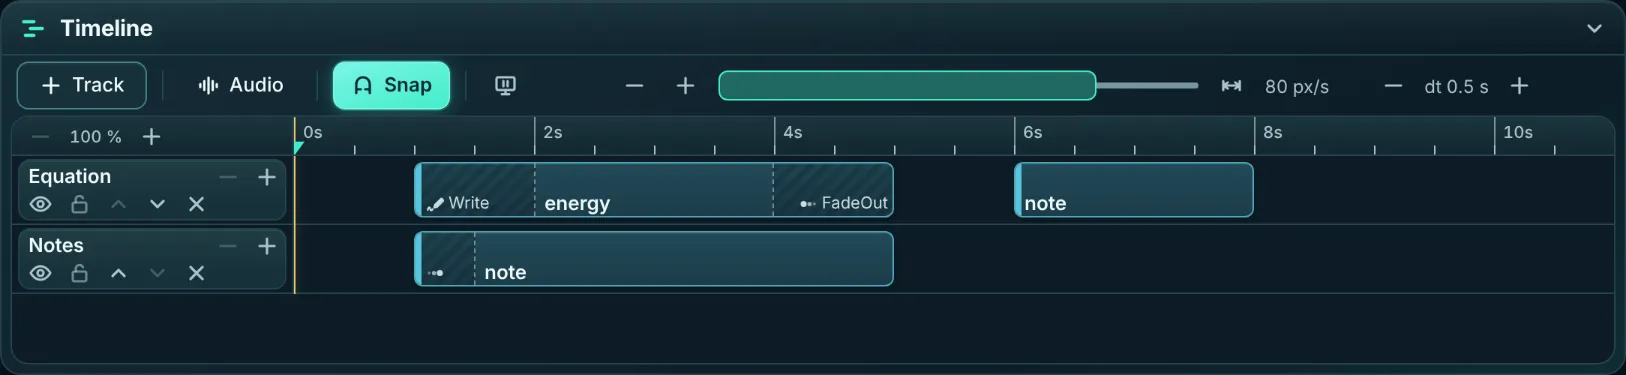 Timeline
Track
Audio
Snap
80 px/s
dt 0.5 s
100 %
0s
2s
4s
6s
8s
10s
Equation
Write
energy
FadeOut
note
Notes
note